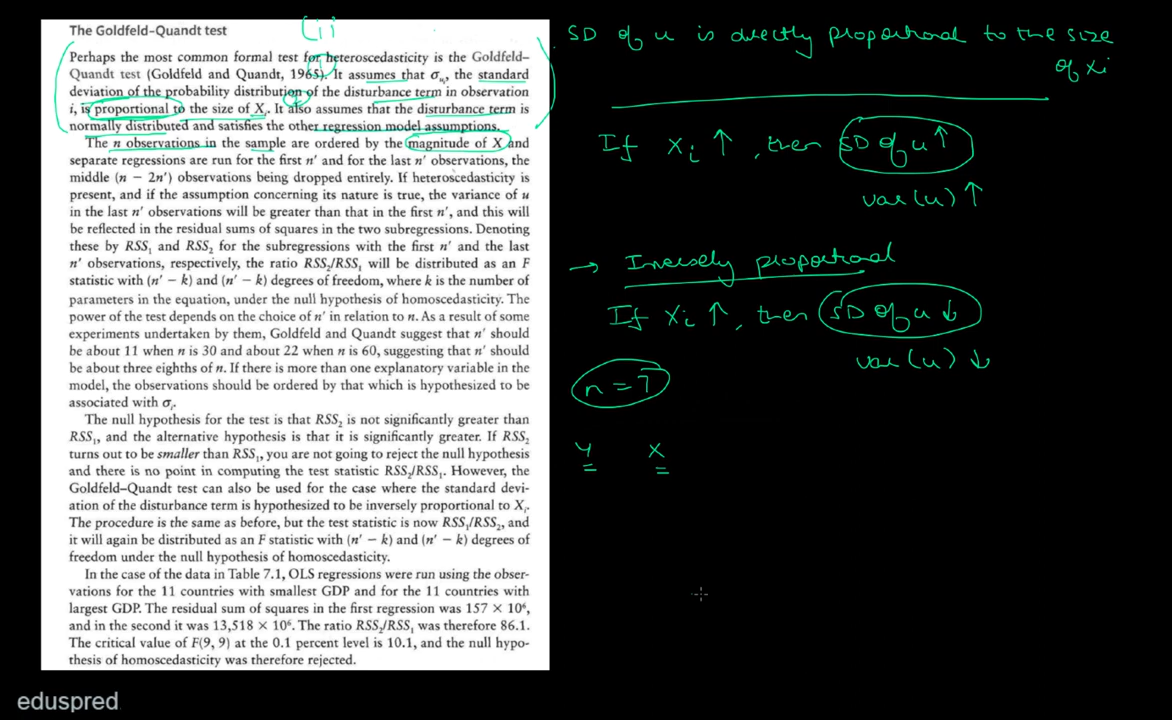 The Goldfeld–Quandt test
(i)
Perhaps the most common formal test for heteroscedasticity is the Goldfeld–
Quandt test (Goldfeld and Quandt, 1965). It assumes that σᵤᵢ, the standard
deviation of the probability distribution of the disturbance term in observation
i, is proportional to the size of Xᵢ. It also assumes that the disturbance term is
normally distributed and satisfies the other regression model assumptions.
The n observations in the sample are ordered by the magnitude of X and
separate regressions are run for the first n′ and for the last n′ observations, the
middle (n − 2n′) observations being dropped entirely. If heteroscedasticity is
present, and if the assumption concerning its nature is true, the variance of u
in the last n′ observations will be greater than that in the first n′, and this will
be reflected in the residual sums of squares in the two subregressions. Denoting
these by RSS₁ and RSS₂ for the subregressions with the first n′ and the last
n′ observations, respectively, the ratio RSS₂/RSS₁ will be distributed as an F
statistic with (n′ − k) and (n′ − k) degrees of freedom, where k is the number of
parameters in the equation, under the null hypothesis of homoscedasticity. The
power of the test depends on the choice of n′ in relation to n. As a result of some
experiments undertaken by them, Goldfeld and Quandt suggest that n′ should
be about 11 when n is 30 and about 22 when n is 60, suggesting that n′ should
be about three eighths of n. If there is more than one explanatory variable in the
model, the observations should be ordered by that which is hypothesized to be
associated with σᵢ.
The null hypothesis for the test is that RSS₂ is not significantly greater than
RSS₁, and the alternative hypothesis is that it is significantly greater. If RSS₂
turns out to be smaller than RSS₁, you are not going to reject the null hypothesis
and there is no point in computing the test statistic RSS₂/RSS₁. However, the
Goldfeld–Quandt test can also be used for the case where the standard devi-
ation of the disturbance term is hypothesized to be inversely proportional to Xᵢ.
The procedure is the same as before, but the test statistic is now RSS₁/RSS₂, and
it will again be distributed as an F statistic with (n′ − k) and (n′ − k) degrees of
freedom under the null hypothesis of homoscedasticity.
In the case of the data in Table 7.1, OLS regressions were run using the obser-
vations for the 11 countries with smallest GDP and for the 11 countries with
largest GDP. The residual sum of squares in the first regression was 157 × 10⁶,
and in the second it was 13,518 × 10⁶. The ratio RSS₂/RSS₁ was therefore 86.1.
The critical value of F(9, 9) at the 0.1 percent level is 10.1, and the null hypo-
thesis of homoscedasticity was therefore rejected.
1
2
SD of u is directly proportional to the size
of Xi
If Xi ↑, then SD of u ↑
var(u) ↑
→ Inversely proportional
If Xi ↑, then SD of u ↓
var(u) ↓
n = 7
Y X
eduspred